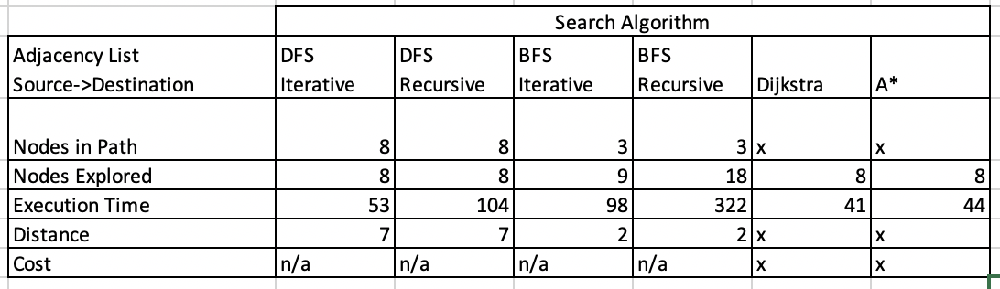 Search Algorithm
Adjacency List
Source->Destination
DFS
Iterative
DFS
Recursive
BFS
Iterative
BFS
Recursive
Dijkstra
A*
Nodes in Path 8 8 3 3 x x
Nodes Explored 8 8 9 18 8 8
Execution Time 53 104 98 322 41 44
Distance 7 7 2 2 x x
Cost n/a n/a n/a n/a x x